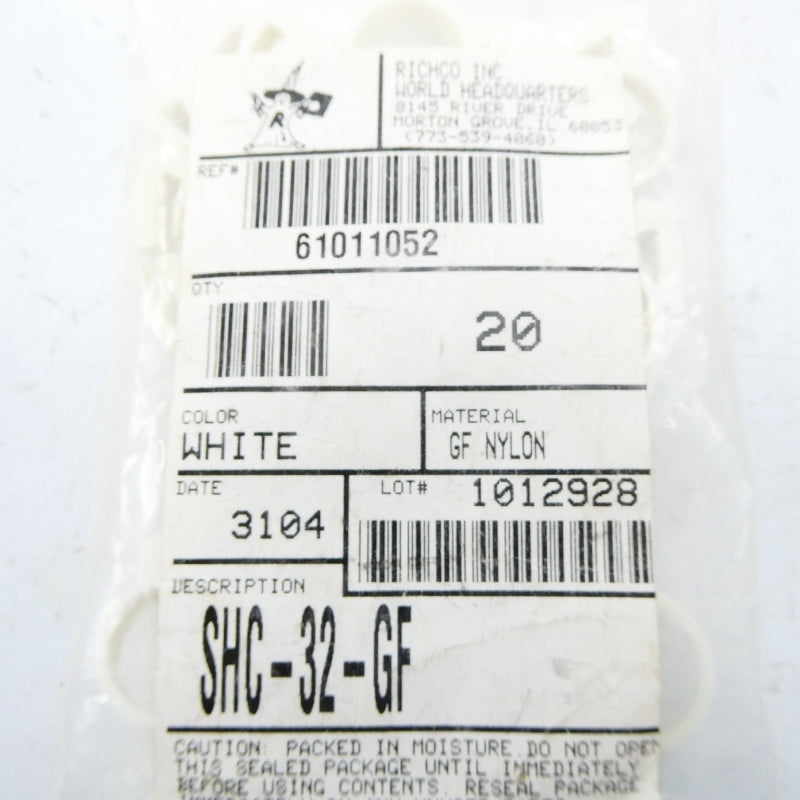 R
RICHCO INC.
WORLD HEADQUARTERS
8145 RIVER DRIVE
MORTON GROVE, IL 60053
(773-539-4060)
REF#
61011052
QTY
20
COLOR
WHITE
MATERIAL
GF NYLON
DATE
3104
LOT#
1012928
DESCRIPTION
SHC-32-GF
CAUTION: PACKED IN MOISTURE DO NOT OPEN
THIS SEALED PACKAGE UNTIL IMMEDIATELY
BEFORE USING CONTENTS. RESEAL PACKAGE